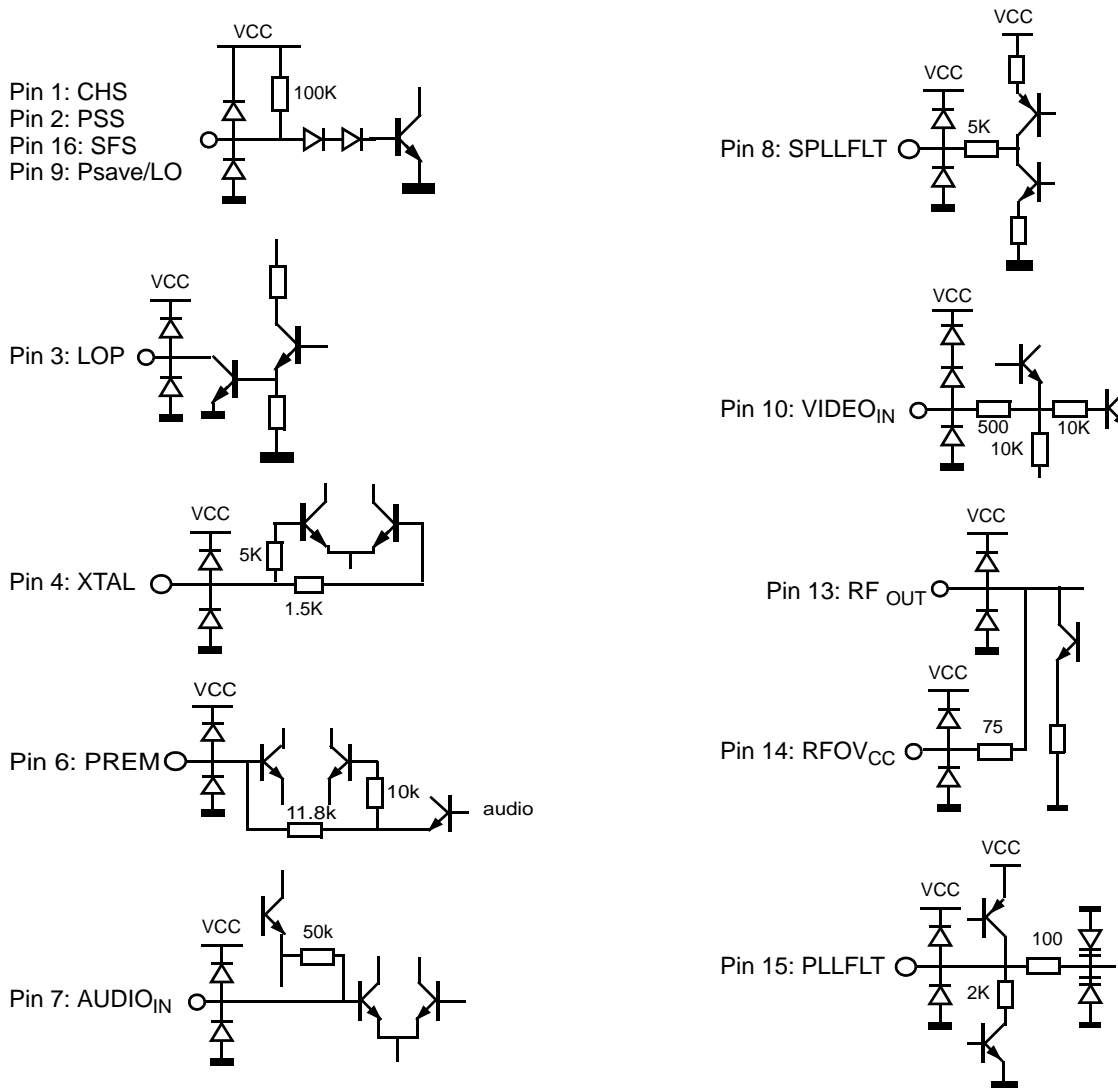 VCC
Pin 1: CHS
Pin 2: PSS
Pin 16: SFS
Pin 9: Psave/LO
100K
VCC
Pin 3: LOP
VCC
5K
Pin 4: XTAL
1.5K
VCC
Pin 6: PREM
10k
11.8k
audio
VCC
50k
Pin 7: AUDIOIN
VCC
VCC
5K
Pin 8: SPLLFLT
VCC
Pin 10: VIDEOIN
500
10K
10K
VCC
Pin 13: RF OUT
VCC
75
Pin 14: RFOVCC
VCC
VCC
100
Pin 15: PLLFLT
2K